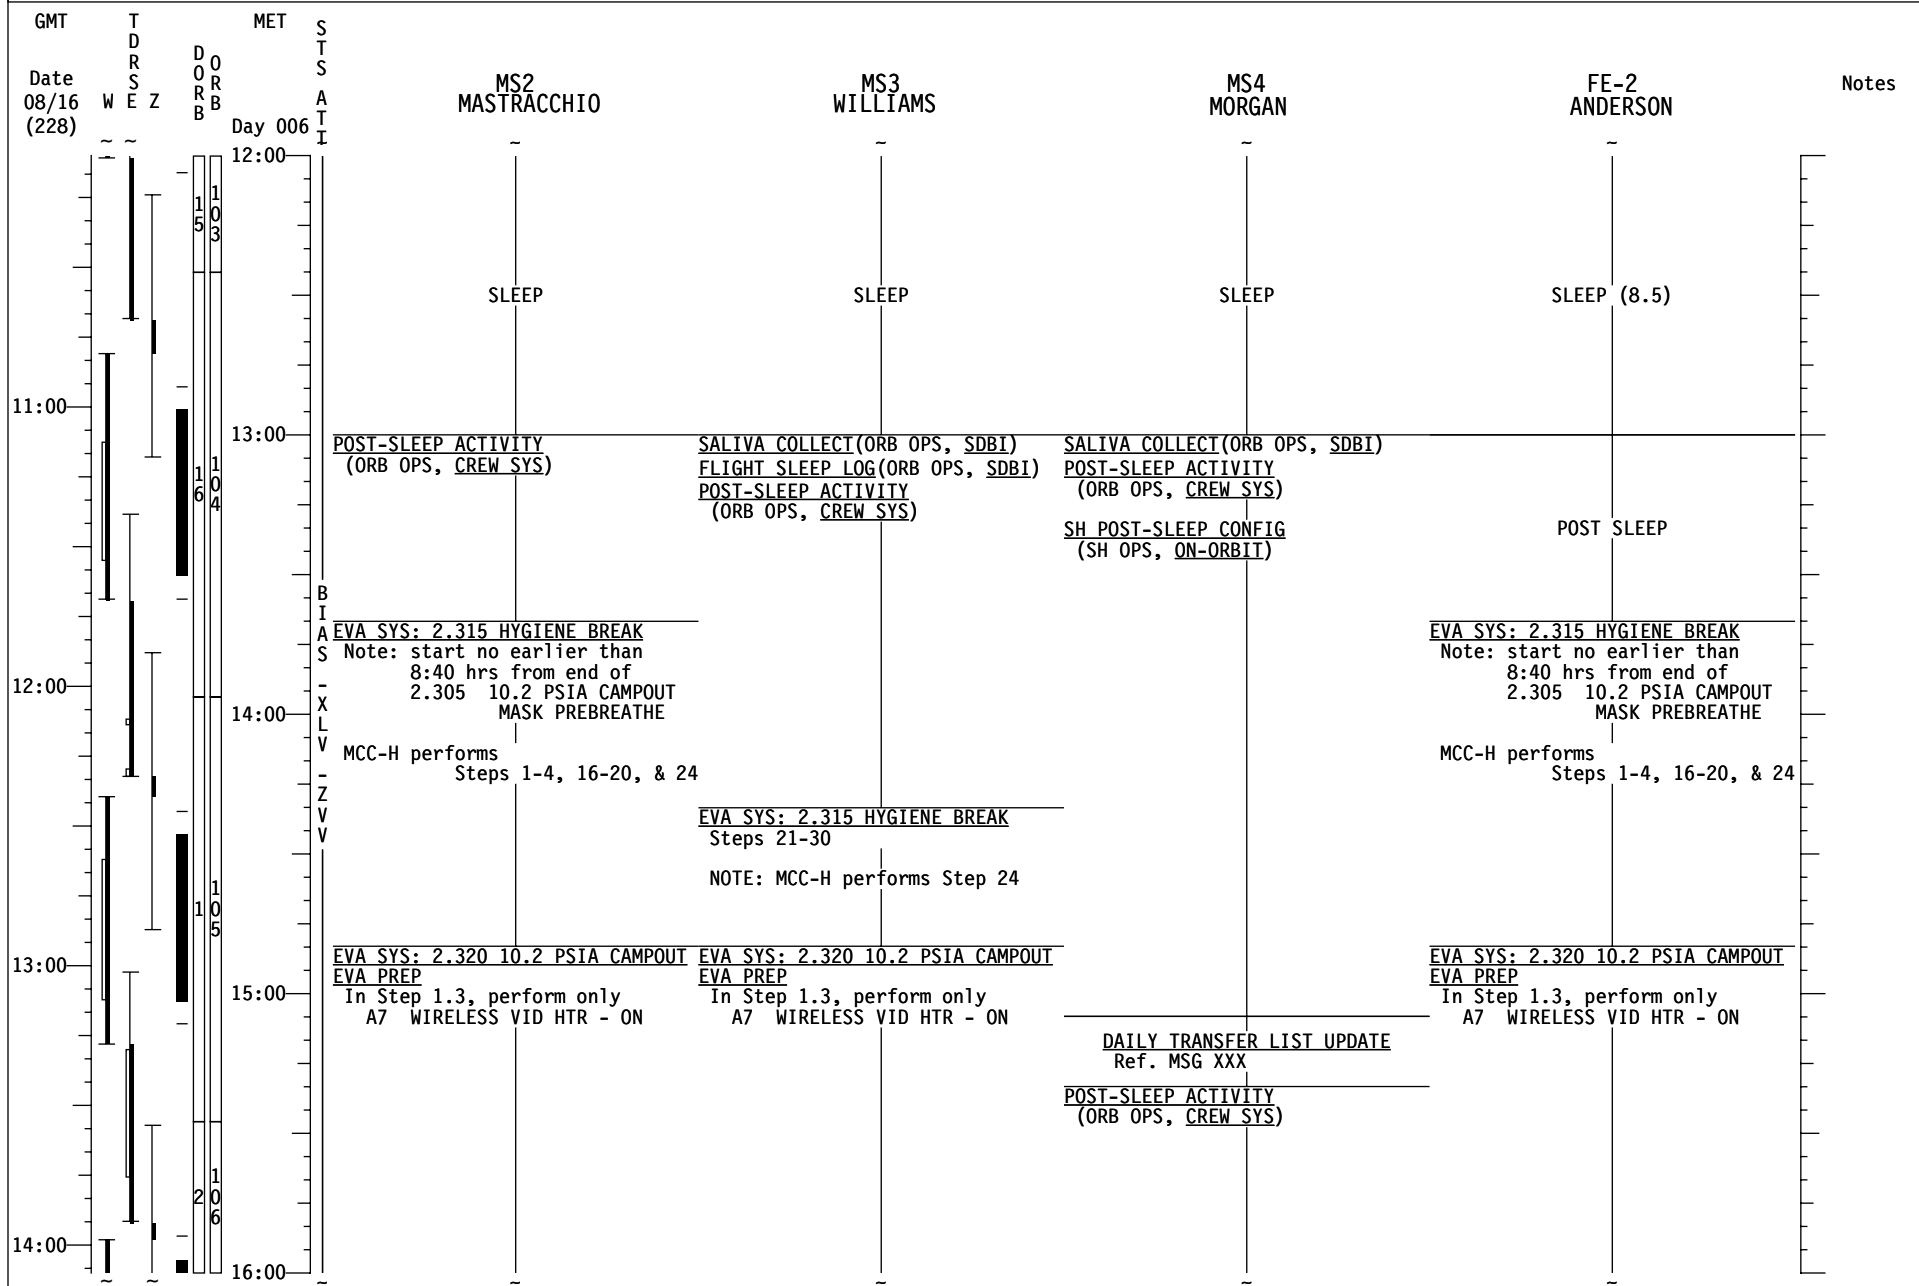 GMT
TDRS
MET
STS ATT
Date
08/16
(228)
W E Z
DORB
ORB
Day 006
MS2
MASTRACCHIO
MS3
WILLIAMS
MS4
MORGAN
FE-2
ANDERSON
Notes
~ ~ ~ ~ ~ ~
12:00
15
103
SLEEP
SLEEP
SLEEP
SLEEP (8.5)
11:00
13:00
16
104
POST-SLEEP ACTIVITY
(ORB OPS, CREW SYS)
SALIVA COLLECT(ORB OPS, SDBI)
FLIGHT SLEEP LOG(ORB OPS, SDBI)
POST-SLEEP ACTIVITY
(ORB OPS, CREW SYS)
SALIVA COLLECT(ORB OPS, SDBI)
POST-SLEEP ACTIVITY
(ORB OPS, CREW SYS)
SH POST-SLEEP CONFIG
(SH OPS, ON-ORBIT)
POST SLEEP
BIAS -XLV -ZVV
EVA SYS: 2.315 HYGIENE BREAK
Note: start no earlier than
8:40 hrs from end of
2.305 10.2 PSIA CAMPOUT
MASK PREBREATHE
MCC-H performs
Steps 1-4, 16-20, & 24
EVA SYS: 2.315 HYGIENE BREAK
Note: start no earlier than
8:40 hrs from end of
2.305 10.2 PSIA CAMPOUT
MASK PREBREATHE
MCC-H performs
Steps 1-4, 16-20, & 24
12:00
14:00
EVA SYS: 2.315 HYGIENE BREAK
Steps 21-30
NOTE: MCC-H performs Step 24
1
105
13:00
15:00
EVA SYS: 2.320 10.2 PSIA CAMPOUT
EVA PREP
In Step 1.3, perform only
A7 WIRELESS VID HTR - ON
EVA SYS: 2.320 10.2 PSIA CAMPOUT
EVA PREP
In Step 1.3, perform only
A7 WIRELESS VID HTR - ON
EVA SYS: 2.320 10.2 PSIA CAMPOUT
EVA PREP
In Step 1.3, perform only
A7 WIRELESS VID HTR - ON
DAILY TRANSFER LIST UPDATE
Ref. MSG XXX
POST-SLEEP ACTIVITY
(ORB OPS, CREW SYS)
2
106
14:00
16:00
~ ~ ~ ~ ~ ~ ~